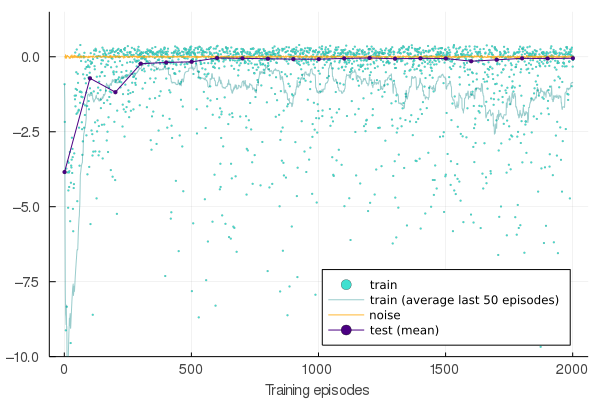 0.0
−2.5
−5.0
−7.5
−10.0
0
500
1000
1500
2000
Training episodes
train
train (average last 50 episodes)
noise
test (mean)